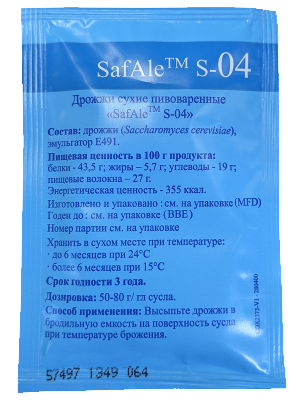 SafAle™ S-04
Дрожжи сухие пивоваренные
«SafAle™ S-04»
Состав: дрожжи (Saccharomyces cerevisiae),
эмульгатор Е491.
Пищевая ценность в 100 г продукта:
белки - 43,5 г; жиры – 5,7 г; углеводы - 19 г;
пищевые волокна – 27 г.
Энергетическая ценность - 355 ккал.
Изготовлено и упаковано : см. на упаковке (MFD)
Годен до : см. на упаковке (BBE)
Номер партии см. на упаковке
Хранить в сухом месте при температуре:
· до 6 месяцев при 24°C
· более 6 месяцев при 15°C
Срок годности 3 года.
Дозировка: 50-80 г/ гл сусла.
Способ применения: Высыпьте дрожжи в
бродильную емкость на поверхность сусла
при температуре брожения.
57497 1349 064